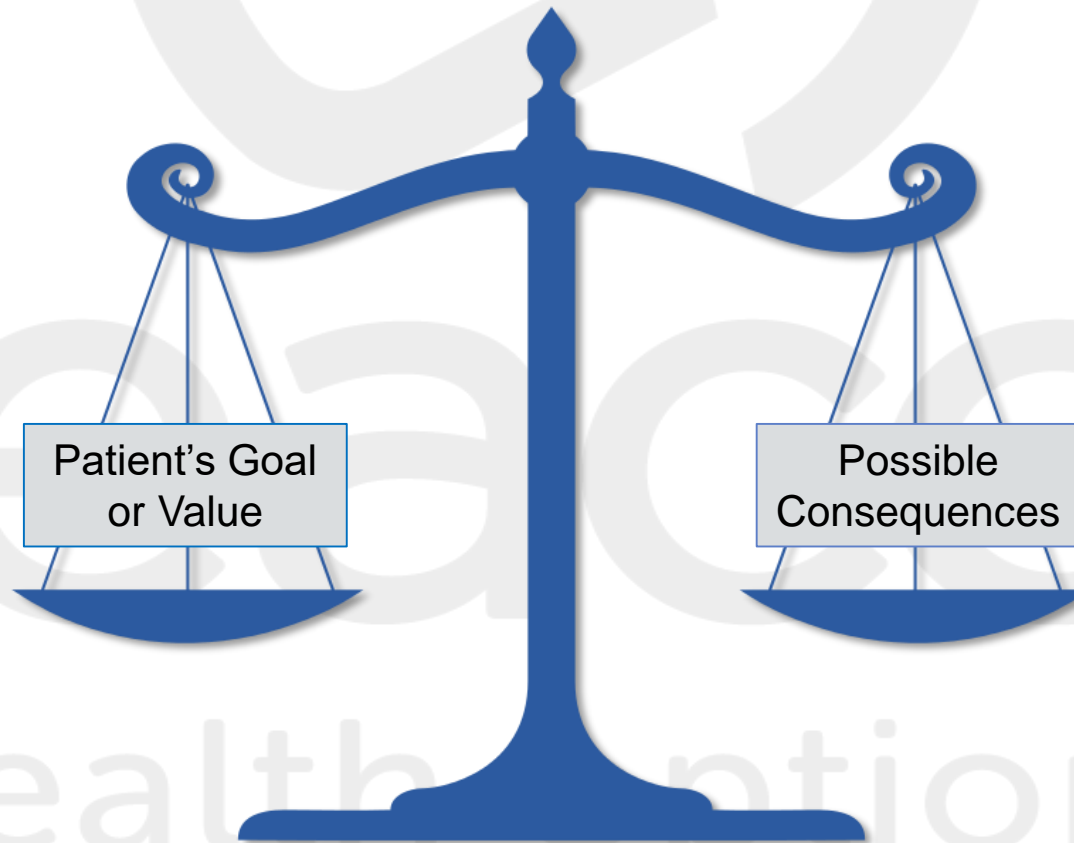 Patient’s Goal
or Value
Possible
Consequences